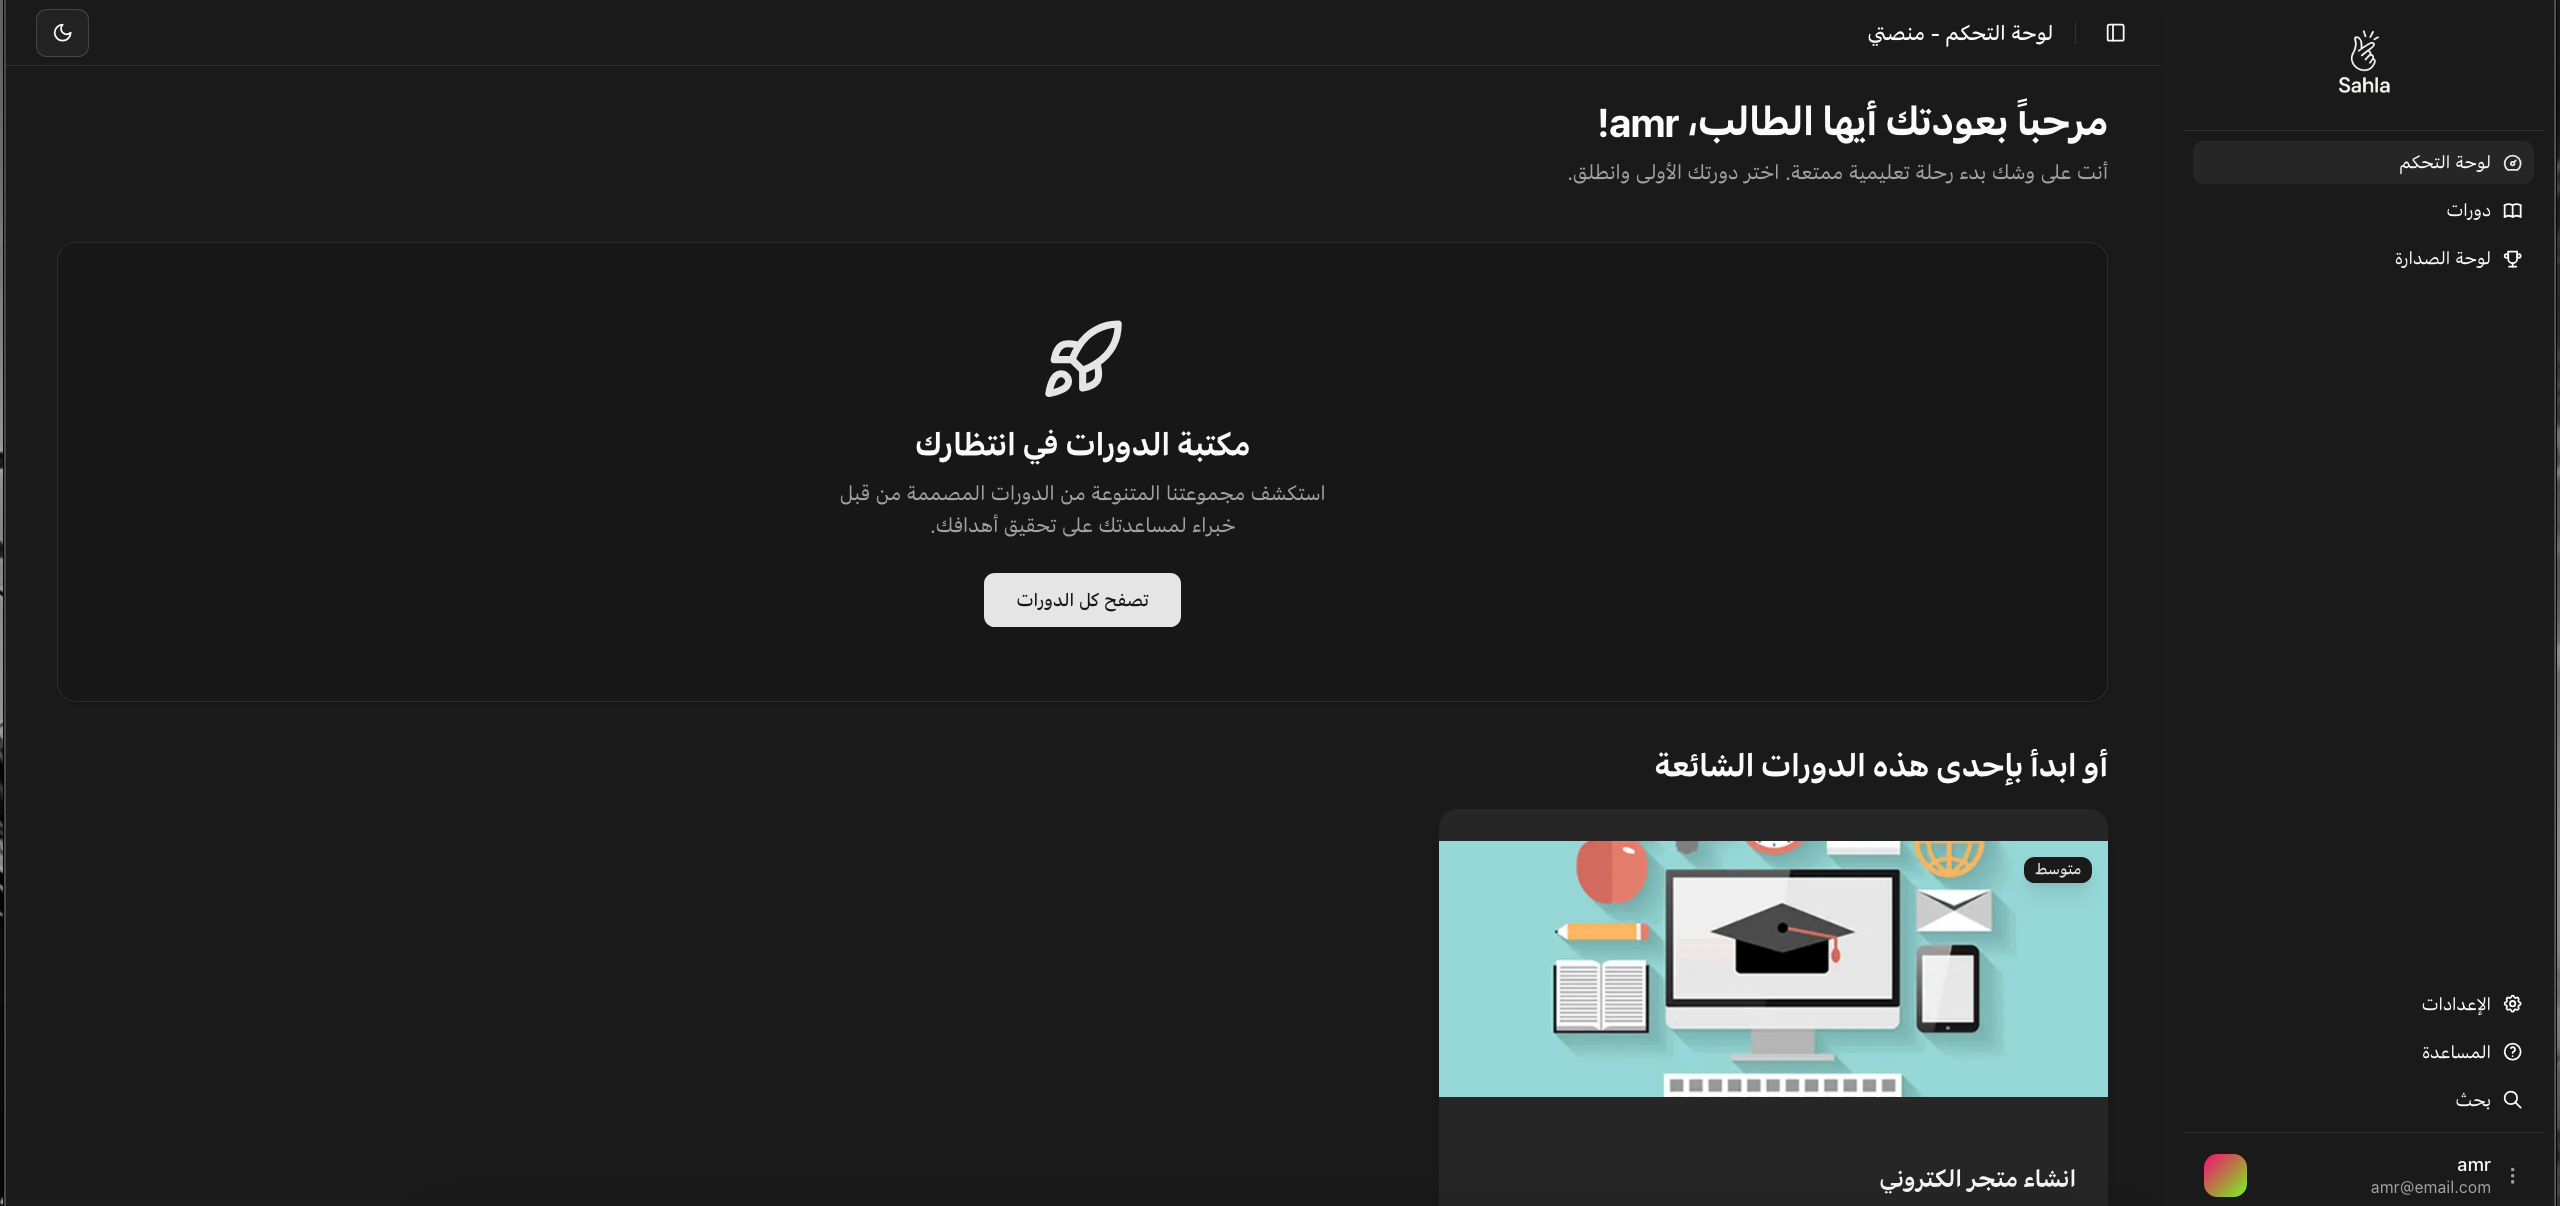 Sahla
لوحة التحكم
دورات
لوحة الصدارة
الإعدادات
المساعدة
بحث
amr
amr@email.com
لوحة التحكم - منصتي
مرحباً بعودتك أيها الطالب، amr!
أنت على وشك بدء رحلة تعليمية ممتعة. اختر دورتك الأولى وانطلق.
مكتبة الدورات في انتظارك
استكشف مجموعتنا المتنوعة من الدورات المصممة من قبل
خبراء لمساعدتك على تحقيق أهدافك.
تصفح كل الدورات
أو ابدأ بإحدى هذه الدورات الشائعة
متوسط
انشاء متجر الكتروني